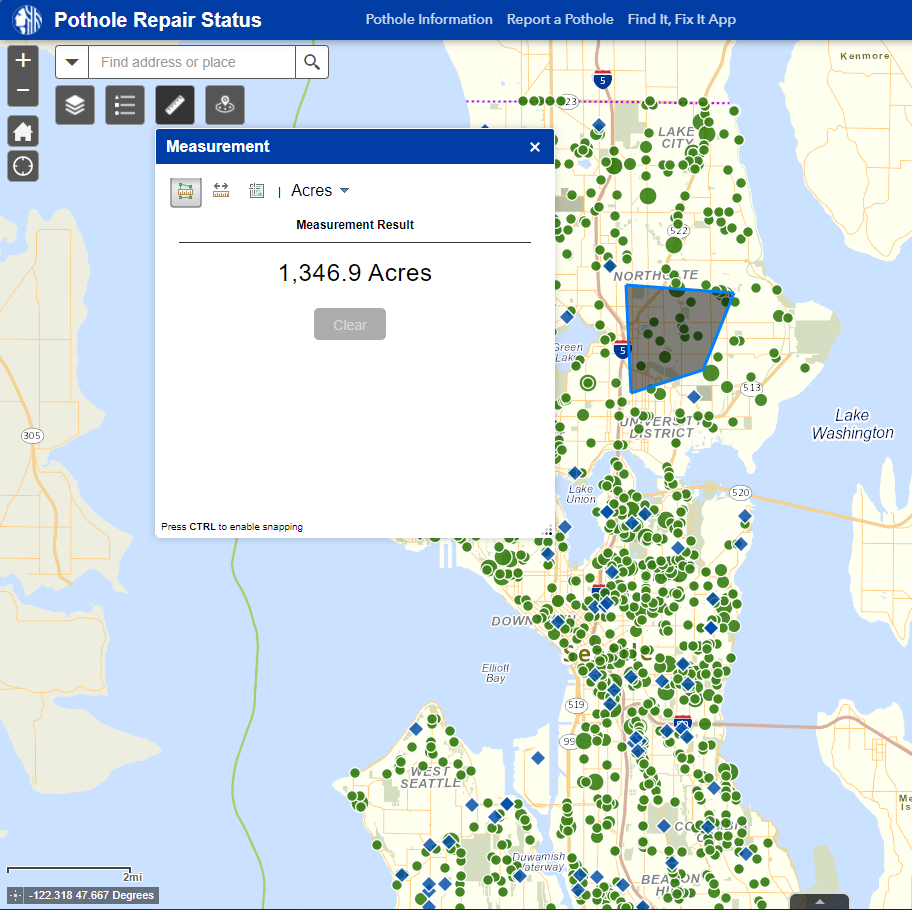 Pothole Repair Status
Pothole Information Report a Pothole Find It, Fix It App
+
Find address or place
−
Kenmore
5
523
LAKE
CITY
Measurement
Acres
Measurement Result
522
1,346.9 Acres
Clear
5
Green
Lake
513
305
Lake
Washington
UNIVERSITY
DISTRICT
520
Lake
Union
Press CTRL to enable snapping
Elliott
Bay
519
99
WEST
SEATTLE
Duwamish
Waterway
2mi
-122.318 47.667 Degrees